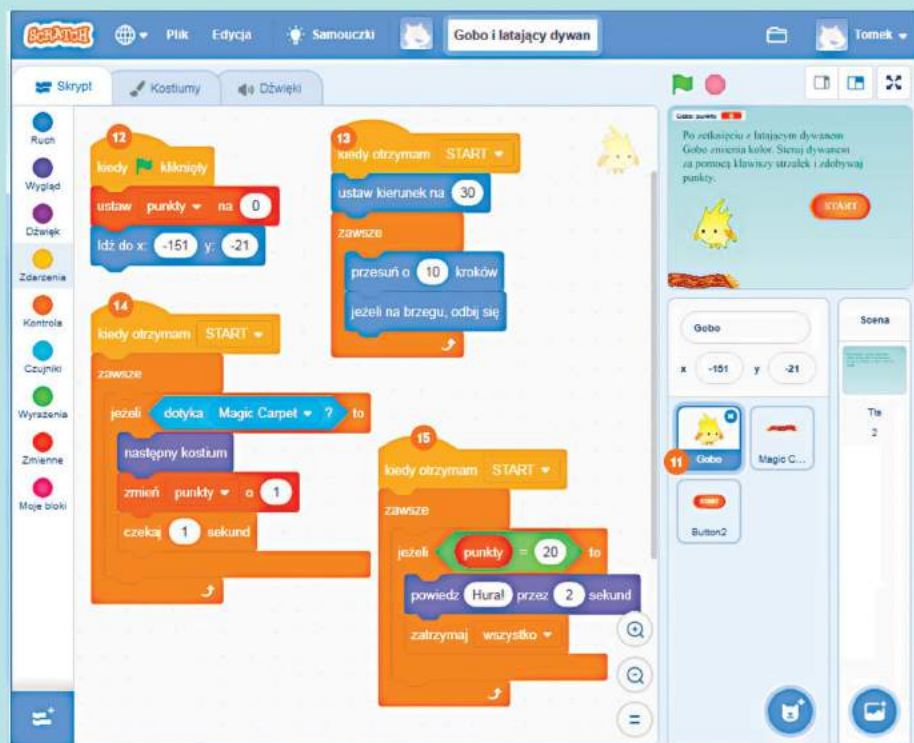 SCRATCH
Plik Edycja Samouczki Gobo i latający dywan Tomek
Skrypt Kostiumy Dźwięki
Ruch
Wygląd
Dźwięk
Zdarzenia
Kontrola
Czujniki
Wyrażenia
Zmienne
Moje bloki
12
kiedy kliknięty
ustaw punkty na 0
Idź do x: -151 y: -21
13
kiedy otrzymam START
ustaw kierunek na 30
zawsze
przesuń o 10 kroków
jeżeli na brzegu, odbij się
14
kiedy otrzymam START
zawsze
jeżeli dotyka Magic Carpet ? to
następny kostium
zmień punkty o 1
czekaj 1 sekund
15
kiedy otrzymam START
zawsze
jeżeli punkty = 20 to
powiedz Hura! przez 2 sekund
zatrzymaj wszystko
Gobo: punkty
Po zetknięciu z latającym dywanem
Gobo zmienia kolor. Steruj dywanem
za pomocą klawiszy strzałek i zdobywaj
punkty.
START
Gobo
x -151 y -21
11
Gobo
Magic C...
START
Button2
Scena
Tła
2